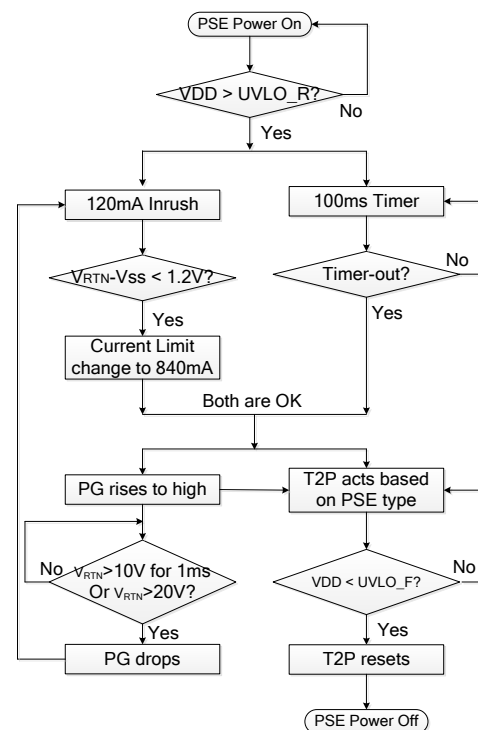 PSE Power On
VDD > UVLO_R?
No
Yes
120mA Inrush
100ms Timer
VRTN-Vss < 1.2V?
Timer-out?
No
Yes
Yes
Current Limit
change to 840mA
Both are OK
PG rises to high
T2P acts based
on PSE type
No
VRTN>10V for 1ms
Or VRTN>20V?
VDD < UVLO_F?
No
Yes
Yes
PG drops
T2P resets
PSE Power Off